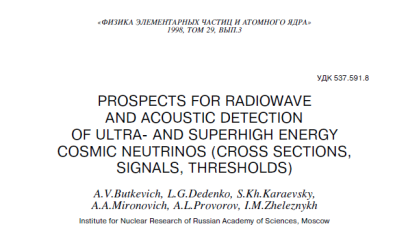 «ФИЗИКА ЭЛЕМЕНТАРНЫХ ЧАСТИЦ И АТОМНОГО ЯДРА»
1998, ТОМ 29, ВЫП.3
УДК 537.591.8
PROSPECTS FOR RADIOWAVE
AND ACOUSTIC DETECTION
OF ULTRA- AND SUPERHIGH ENERGY
COSMIC NEUTRINOS (CROSS SECTIONS,
SIGNALS, THRESHOLDS)
A.V.Butkevich, L.G.Dedenko, S.Kh.Karaevsky,
A.A.Mironovich, A.L.Provorov, I.M.Zheleznykh
Institute for Nuclear Research of Russian Academy of Sciences, Moscow